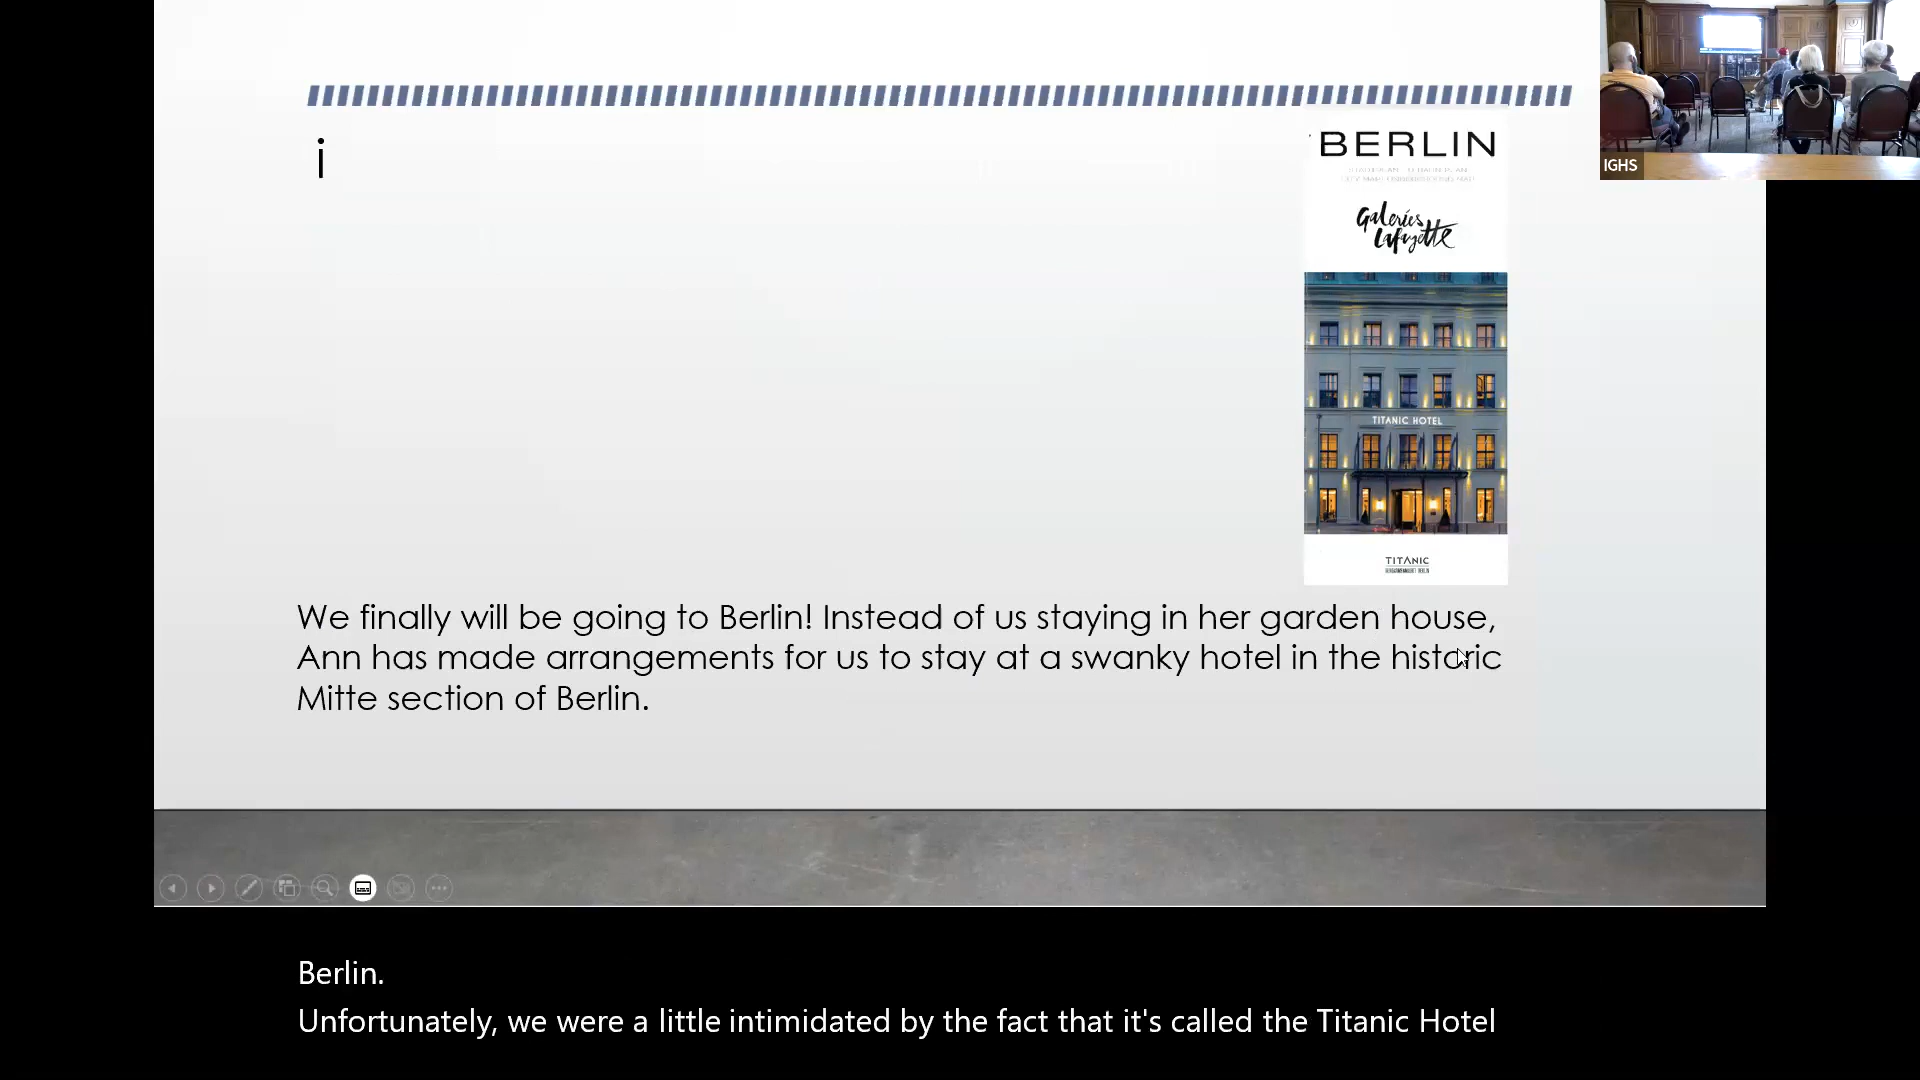 i
BERLIN
Galeries
Lafayette
TITANIC HOTEL
TITANIC
We finally will be going to Berlin! Instead of us staying in her garden house,
Ann has made arrangements for us to stay at a swanky hotel in the historic
Mitte section of Berlin.
IGHS
Berlin.
Unfortunately, we were a little intimidated by the fact that it's called the Titanic Hotel